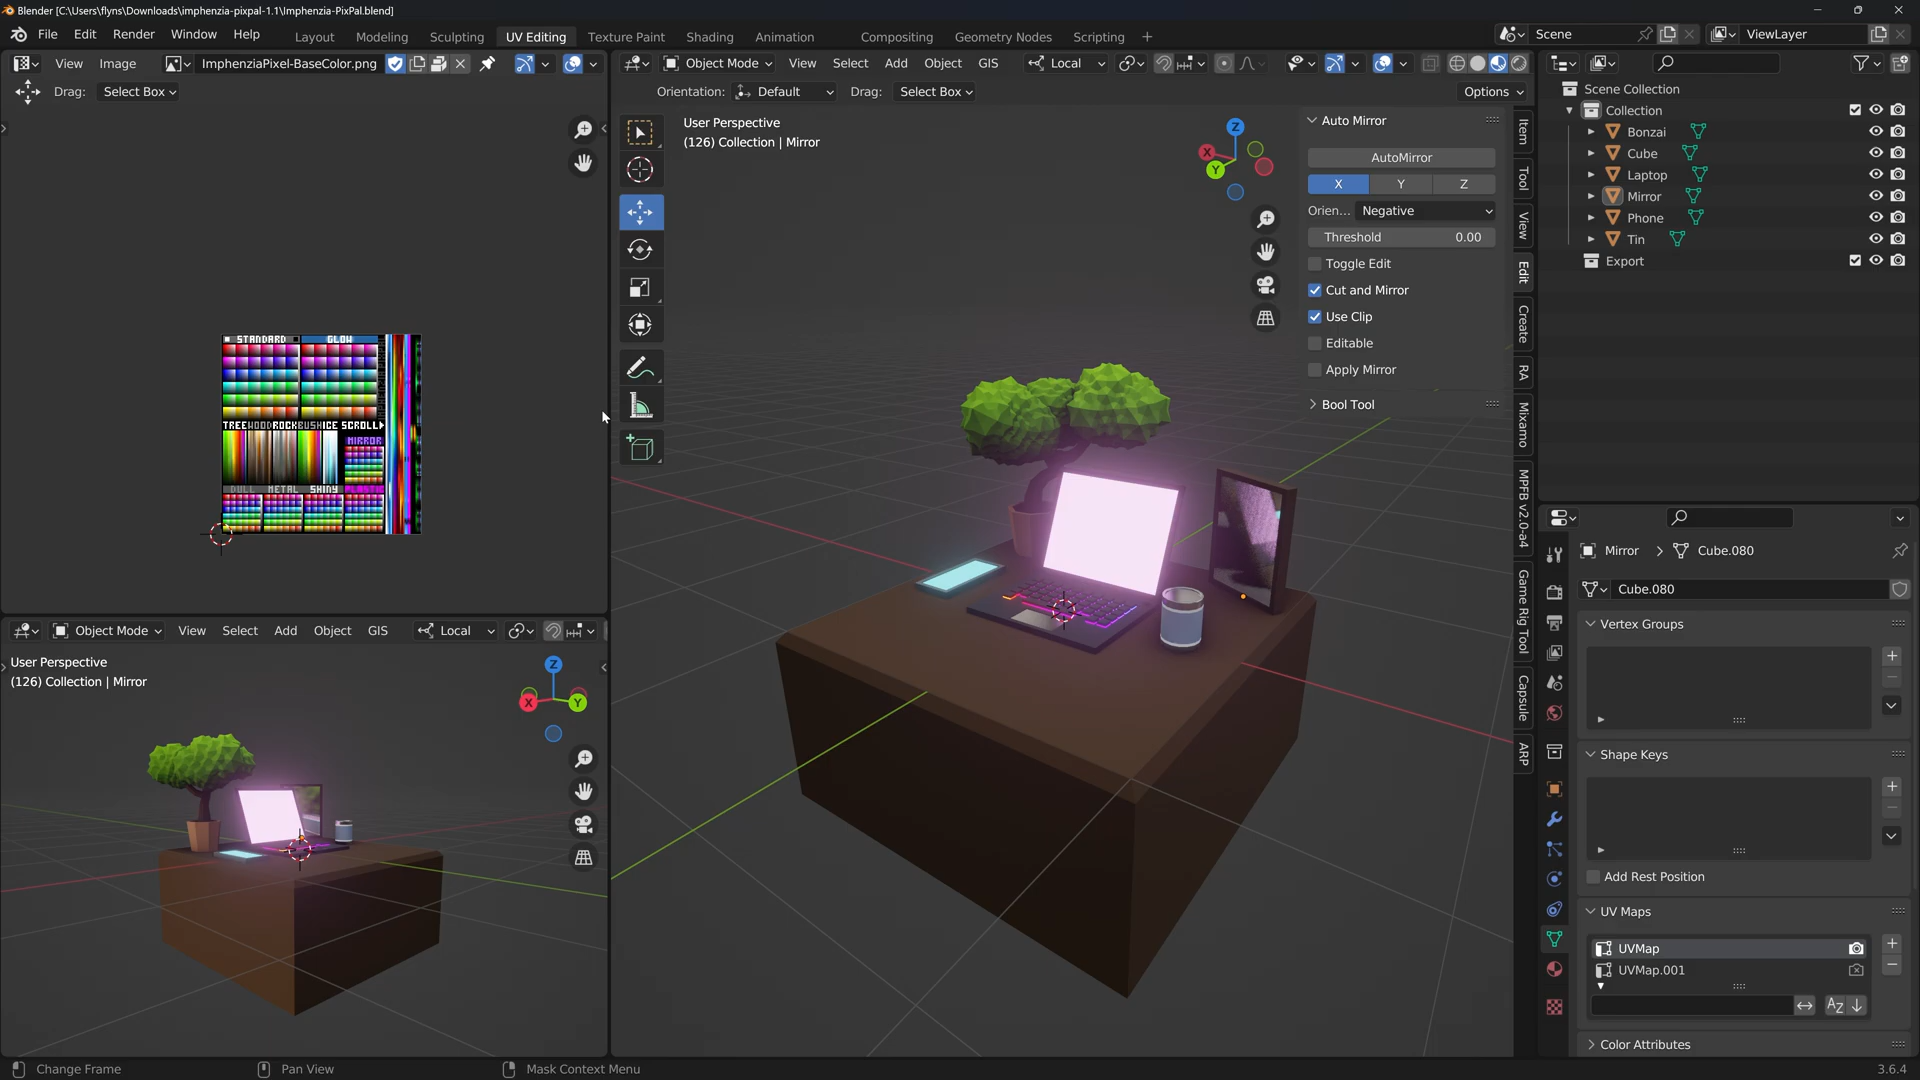 Blender [C:\Users\flyns\Downloads\imphenzia-pixpal-1.1\Imphenzia-PixPal.blend]
File Edit Render Window Help Layout Modeling Sculpting UV Editing Texture Paint Shading Animation Compositing Geometry Nodes Scripting + Scene ViewLayer
View Image ImphenziaPixel-BaseColor.png
Object Mode View Select Add Object GIS Local
Drag: Select Box
Orientation: Default Drag: Select Box Options
User Perspective
(126) Collection | Mirror
Z
X
Y
Auto Mirror
AutoMirror
X Y Z
Orien... Negative
Threshold 0.00
Toggle Edit
Cut and Mirror
Use Clip
Editable
Apply Mirror
Bool Tool
Item
Tool
View
Edit
Create
RA
Mixamo
MPFB v2.0-a4
Game Rig Tool
Capsule
ARP
STANDARD GLOW
TREE WOOD ROCK BUSH ICE SCROLL
MIRROR
DULL METAL SHINY PLASTIC
Object Mode View Select Add Object GIS Local
User Perspective
(126) Collection | Mirror
Z
X
Y
Scene Collection
Collection
Bonzai
Cube
Laptop
Mirror
Phone
Tin
Export
Mirror > Cube.080
Cube.080
Vertex Groups
Shape Keys
Add Rest Position
UV Maps
UVMap
UVMap.001
AZ
Color Attributes
Change Frame Pan View Mask Context Menu 3.6.4